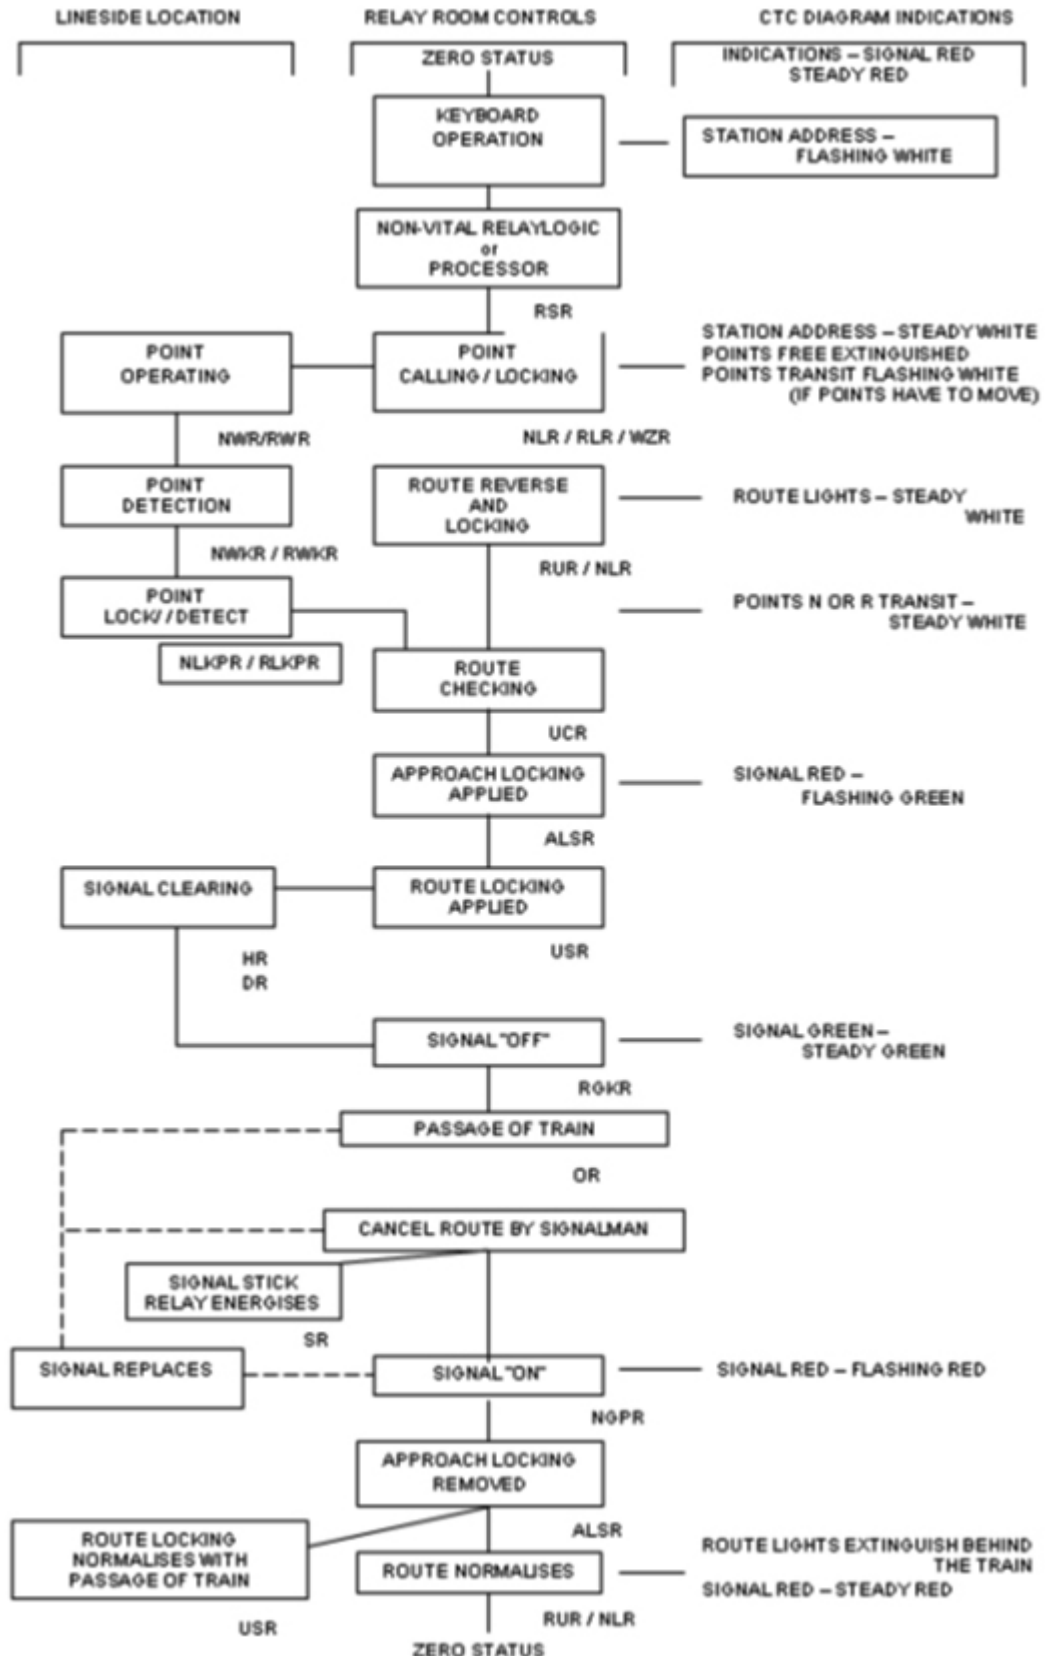 LINESIDE LOCATION
RELAY ROOM CONTROLS
CTC DIAGRAM INDICATIONS
ZERO STATUS
INDICATIONS – SIGNAL RED
STEADY RED
KEYBOARD
OPERATION
STATION ADDRESS –
FLASHING WHITE
NON-VITAL RELAYLOGIC
or
PROCESSOR
RSR
POINT
OPERATING
POINT
CALLING / LOCKING
STATION ADDRESS – STEADY WHITE
POINTS FREE EXTINGUISHED
POINTS TRANSIT FLASHING WHITE
(IF POINTS HAVE TO MOVE)
NWR/RWR
NLR / RLR / WZR
POINT
DETECTION
ROUTE REVERSE
AND
LOCKING
ROUTE LIGHTS – STEADY
WHITE
NWKR / RWKR
RUR / NLR
POINT
LOCK/ / DETECT
POINTS N OR R TRANSIT –
STEADY WHITE
NLKPR / RLKPR
ROUTE
CHECKING
UCR
APPROACH LOCKING
APPLIED
SIGNAL RED –
FLASHING GREEN
ALSR
SIGNAL CLEARING
ROUTE LOCKING
APPLIED
USR
HR
DR
SIGNAL "OFF"
SIGNAL GREEN –
STEADY GREEN
RGKR
PASSAGE OF TRAIN
OR
CANCEL ROUTE BY SIGNALMAN
SIGNAL STICK
RELAY ENERGISES
SR
SIGNAL REPLACES
SIGNAL "ON"
SIGNAL RED – FLASHING RED
NGPR
APPROACH LOCKING
REMOVED
ALSR
ROUTE LOCKING
NORMALISES WITH
PASSAGE OF TRAIN
ROUTE NORMALISES
ROUTE LIGHTS EXTINGUISH BEHIND
THE TRAIN
SIGNAL RED – STEADY RED
USR
RUR / NLR
ZERO STATUS